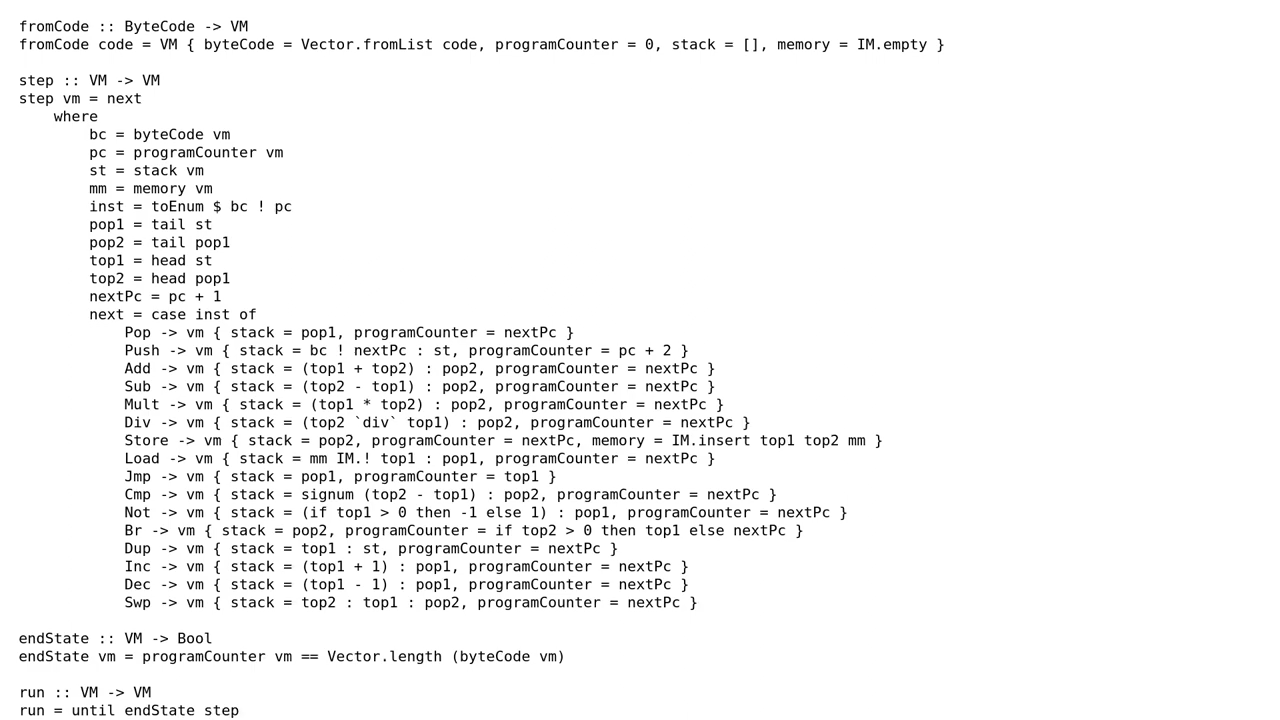 fromCode :: ByteCode -> VM
fromCode code = VM { byteCode = Vector.fromList code, programCounter = 0, stack = [], memory = IM.empty }

step :: VM -> VM
step vm = next
    where
        bc = byteCode vm
        pc = programCounter vm
        st = stack vm
        mm = memory vm
        inst = toEnum $ bc ! pc
        pop1 = tail st
        pop2 = tail pop1
        top1 = head st
        top2 = head pop1
        nextPc = pc + 1
        next = case inst of
            Pop -> vm { stack = pop1, programCounter = nextPc }
            Push -> vm { stack = bc ! nextPc : st, programCounter = pc + 2 }
            Add -> vm { stack = (top1 + top2) : pop2, programCounter = nextPc }
            Sub -> vm { stack = (top2 - top1) : pop2, programCounter = nextPc }
            Mult -> vm { stack = (top1 * top2) : pop2, programCounter = nextPc }
            Div -> vm { stack = (top2 `div` top1) : pop2, programCounter = nextPc }
            Store -> vm { stack = pop2, programCounter = nextPc, memory = IM.insert top1 top2 mm }
            Load -> vm { stack = mm IM.! top1 : pop1, programCounter = nextPc }
            Jmp -> vm { stack = pop1, programCounter = top1 }
            Cmp -> vm { stack = signum (top2 - top1) : pop2, programCounter = nextPc }
            Not -> vm { stack = (if top1 > 0 then -1 else 1) : pop1, programCounter = nextPc }
            Br -> vm { stack = pop2, programCounter = if top2 > 0 then top1 else nextPc }
            Dup -> vm { stack = top1 : st, programCounter = nextPc }
            Inc -> vm { stack = (top1 + 1) : pop1, programCounter = nextPc }
            Dec -> vm { stack = (top1 - 1) : pop1, programCounter = nextPc }
            Swp -> vm { stack = top2 : top1 : pop2, programCounter = nextPc }

endState :: VM -> Bool
endState vm = programCounter vm == Vector.length (byteCode vm)

run :: VM -> VM
run = until endState step